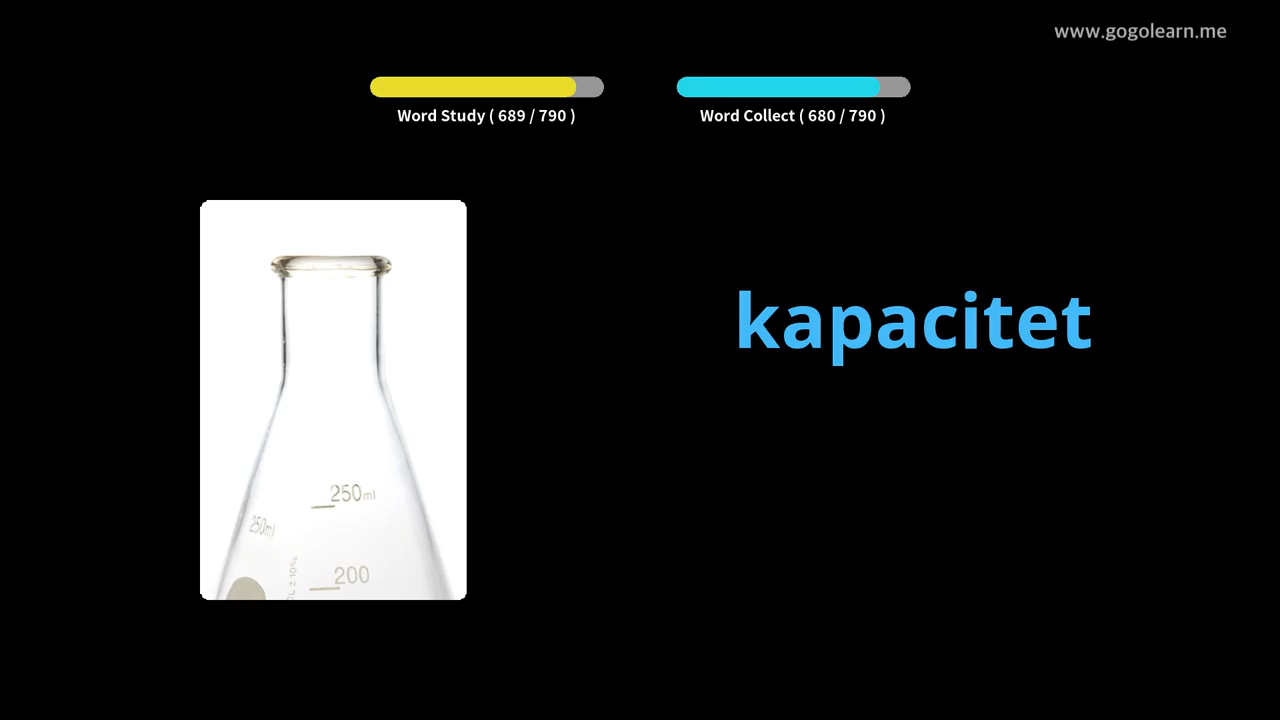 www.gogolearn.me
Word Study ( 689 / 790 )
Word Collect ( 680 / 790 )
kapacitet
250ml
250ml
200